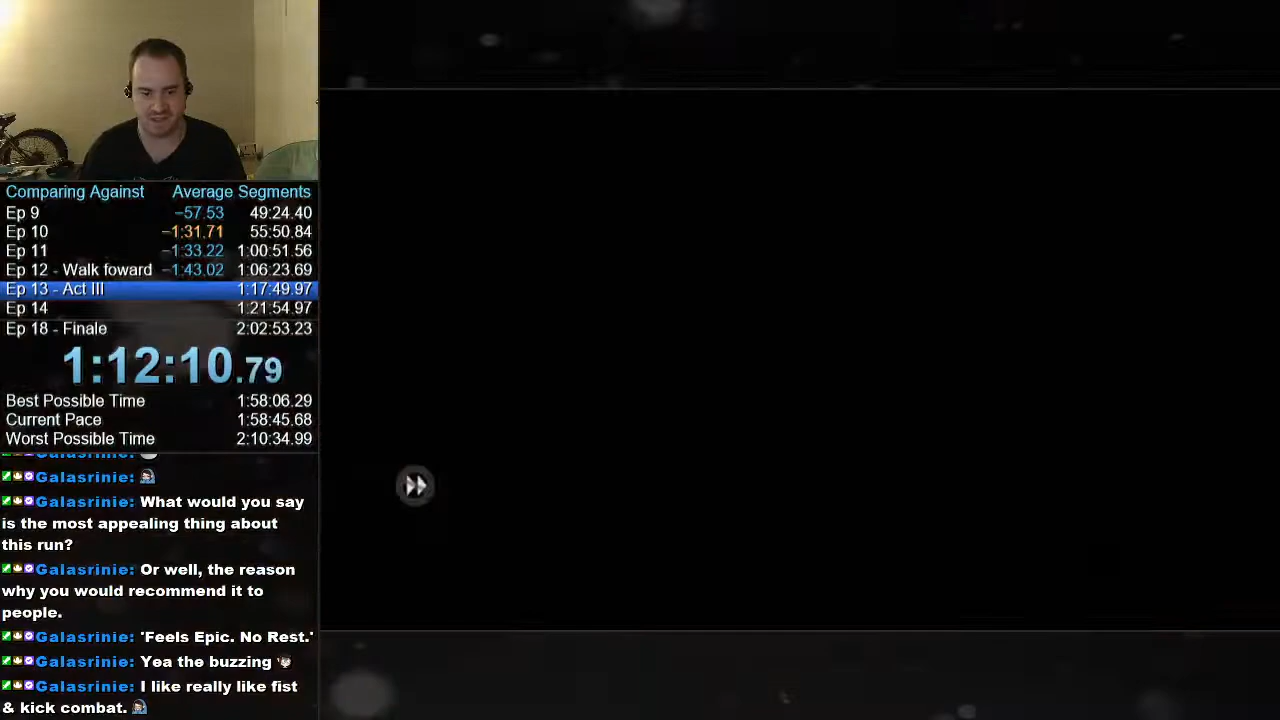 Comparing Against Average Segments
Ep 9 −57.53 49:24.40
Ep 10 −1:31.71 55:50.84
Ep 11 −1:33.22 1:00:51.56
Ep 12 - Walk foward −1:43.02 1:06:23.69
Ep 13 - Act III 1:17:49.97
Ep 14 1:21:54.97
Ep 18 - Finale 2:02:53.23
1:12:10.79
Best Possible Time 1:58:06.29
Current Pace 1:58:45.68
Worst Possible Time 2:10:34.99
Galasrinie:
Galasrinie:
Galasrinie: What would you say
is the most appealing thing about
this run?
Galasrinie: Or well, the reason
why you would recommend it to
people.
Galasrinie: 'Feels Epic. No Rest.'
Galasrinie: Yea the buzzing
Galasrinie: I like really like fist
& kick combat.